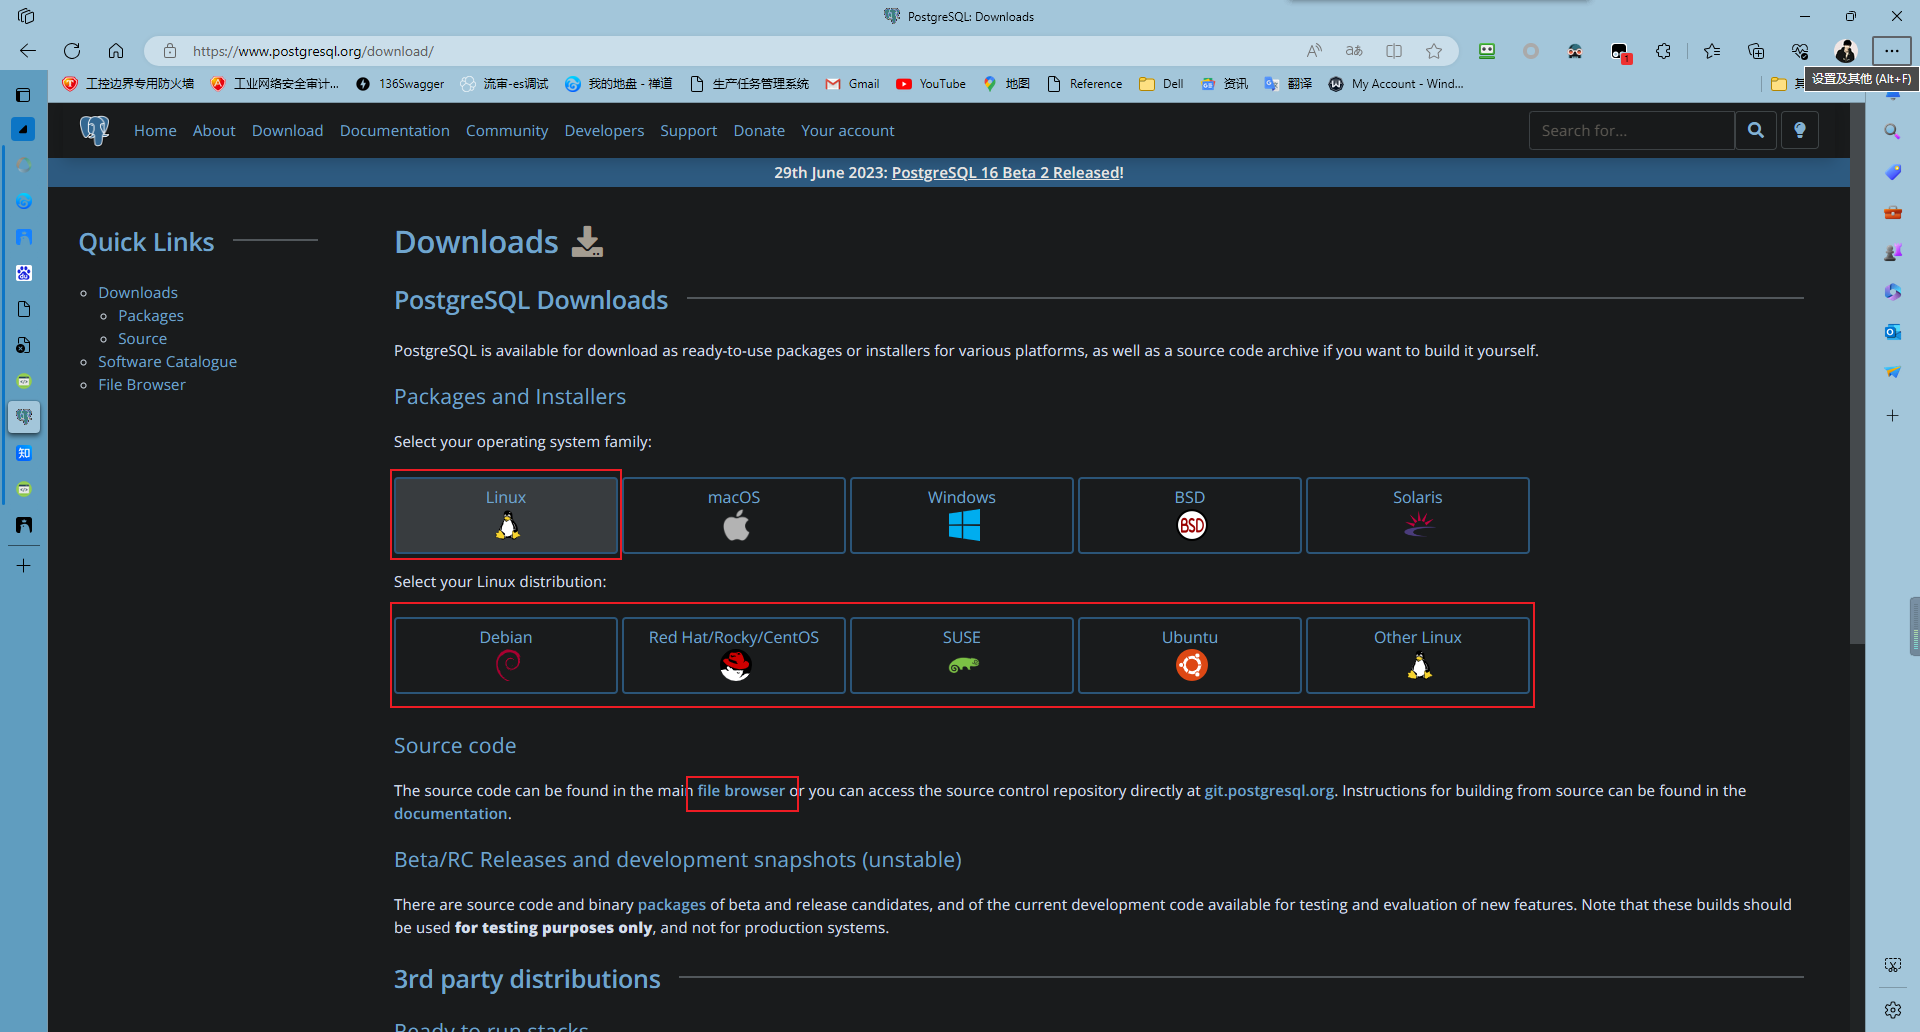 PostgreSQL: Downloads
https://www.postgresql.org/download/
设置及其他 (Alt+F)
工控边界专用防火墙 工业网络安全审计... 136Swagger 流审-es调试 我的地盘 - 禅道 生产任务管理系统 Gmail YouTube 地图 Reference Dell 资讯 翻译 My Account - Wind...
Home About Download Documentation Community Developers Support Donate Your account Search for...
29th June 2023: PostgreSQL 16 Beta 2 Released!
Quick Links
Downloads
Packages
Source
Software Catalogue
File Browser
Downloads
PostgreSQL Downloads
PostgreSQL is available for download as ready-to-use packages or installers for various platforms, as well as a source code archive if you want to build it yourself.
Packages and Installers
Select your operating system family:
Linux macOS Windows BSD Solaris
BSD
Select your Linux distribution:
Debian Red Hat/Rocky/CentOS SUSE Ubuntu Other Linux
Source code
The source code can be found in the main file browser or you can access the source control repository directly at git.postgresql.org. Instructions for building from source can be found in the
documentation.
Beta/RC Releases and development snapshots (unstable)
There are source code and binary packages of beta and release candidates, and of the current development code available for testing and evaluation of new features. Note that these builds should
be used for testing purposes only, and not for production systems.
3rd party distributions
Ready to run stacks
知